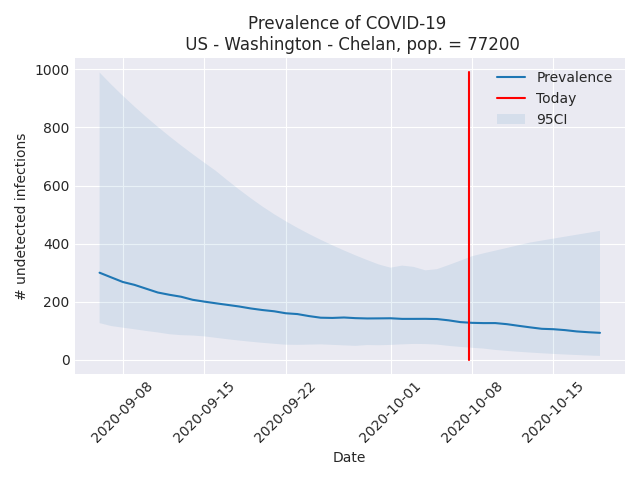 Prevalence of COVID-19
US - Washington - Chelan, pop. = 77200
1000
800
600
400
200
0
# undetected infections
Prevalence
Today
95CI
2020-09-08
2020-09-15
2020-09-22
2020-10-01
2020-10-08
2020-10-15
Date